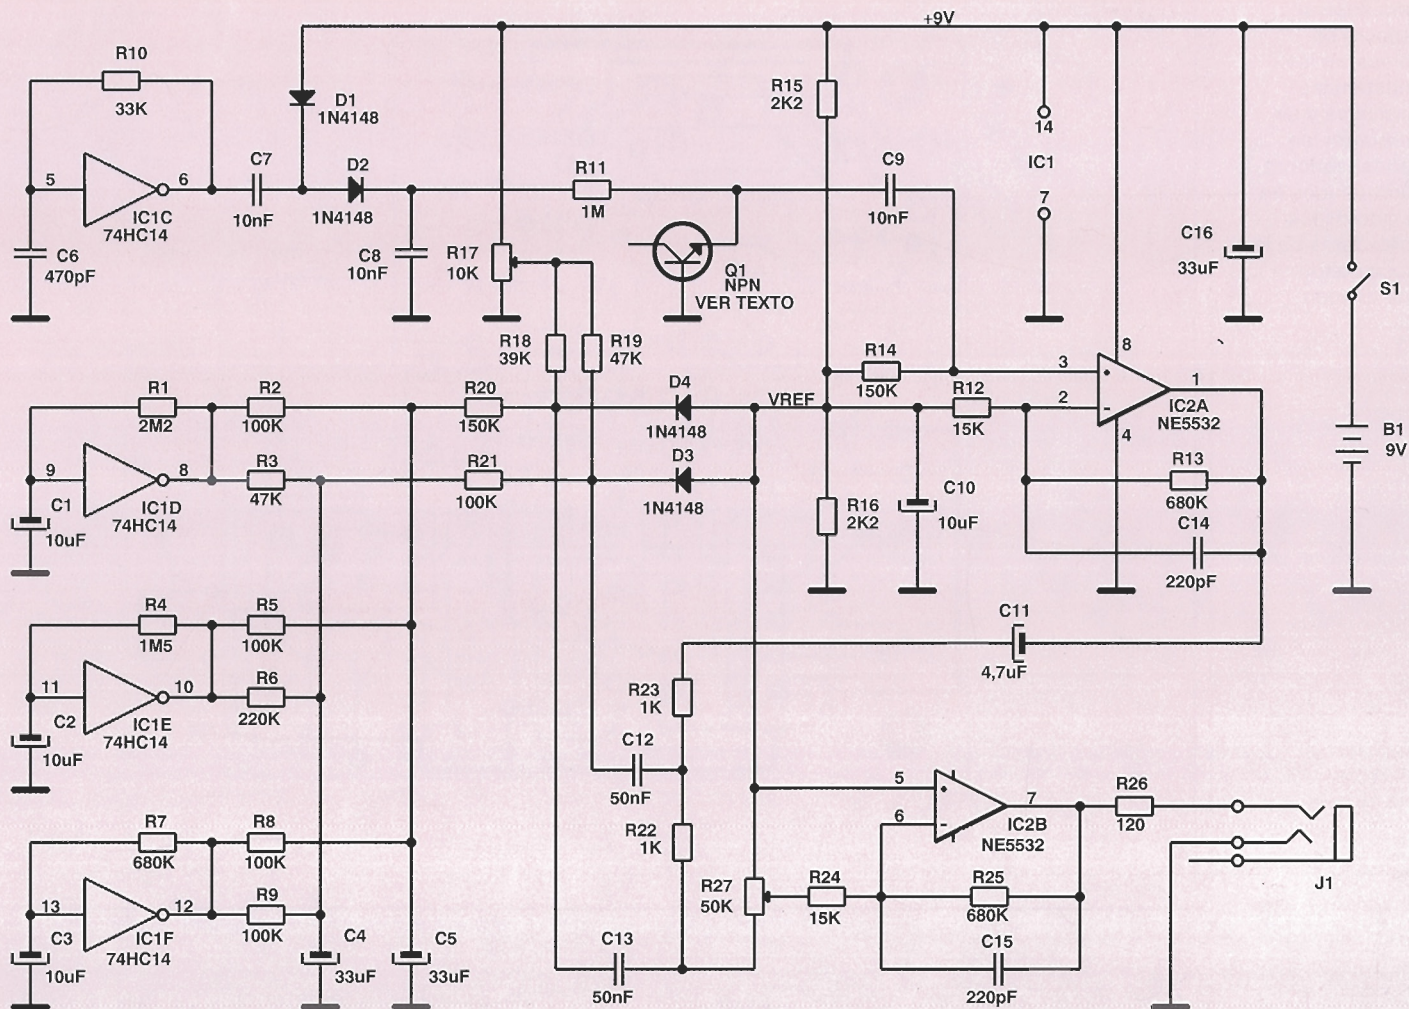 +9V
R10
33K
5
6
IC1C
74HC14
C6
470pF
C7
10nF
D1
1N4148
D2
1N4148
C8
10nF
R11
1M
R17
10K
Q1
NPN
VER TEXTO
R18
39K
R19
47K
R15
2K2
C9
10nF
14
IC1
7
C16
33uF
S1
B1
9V
R1
2M2
R2
100K
R3
47K
9
8
IC1D
74HC14
C1
10uF
R20
150K
R21
100K
D4
1N4148
D3
1N4148
VREF
R14
150K
R12
15K
3
2
8
1
4
IC2A
NE5532
R13
680K
C14
220pF
R16
2K2
C10
10uF
R4
1M5
R5
100K
R6
220K
11
10
IC1E
74HC14
C2
10uF
C11
4,7uF
R23
1K
C12
50nF
R22
1K
R7
680K
R8
100K
R9
100K
13
12
IC1F
74HC14
C3
10uF
C4
33uF
C5
33uF
C13
50nF
R27
50K
R24
15K
5
6
7
IC2B
NE5532
R25
680K
C15
220pF
R26
120
J1